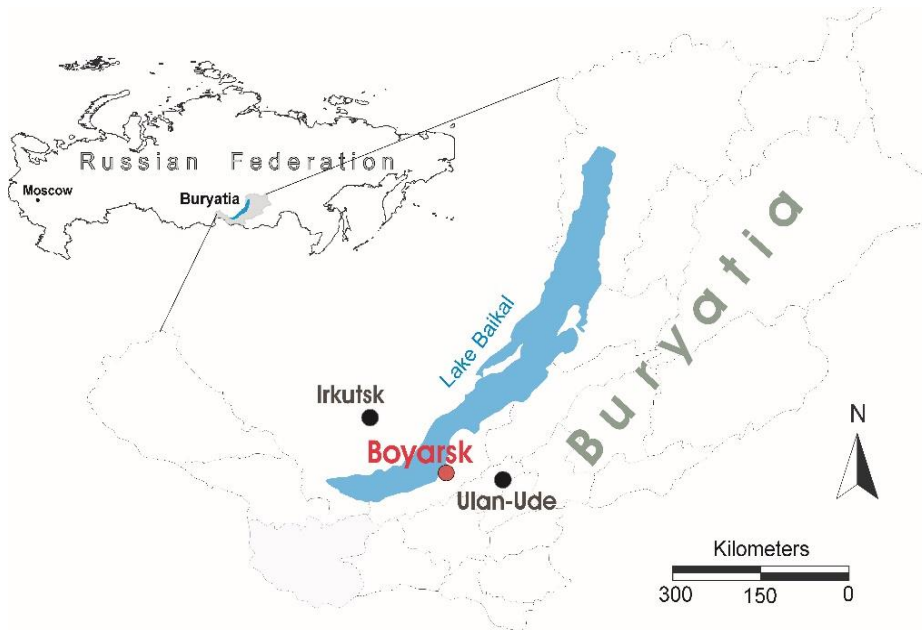 Russian Federation
Moscow
Buryatia
Lake Baikal
Buryatia
Irkutsk
Boyarsk
Ulan-Ude
N
Kilometers
300 150 0